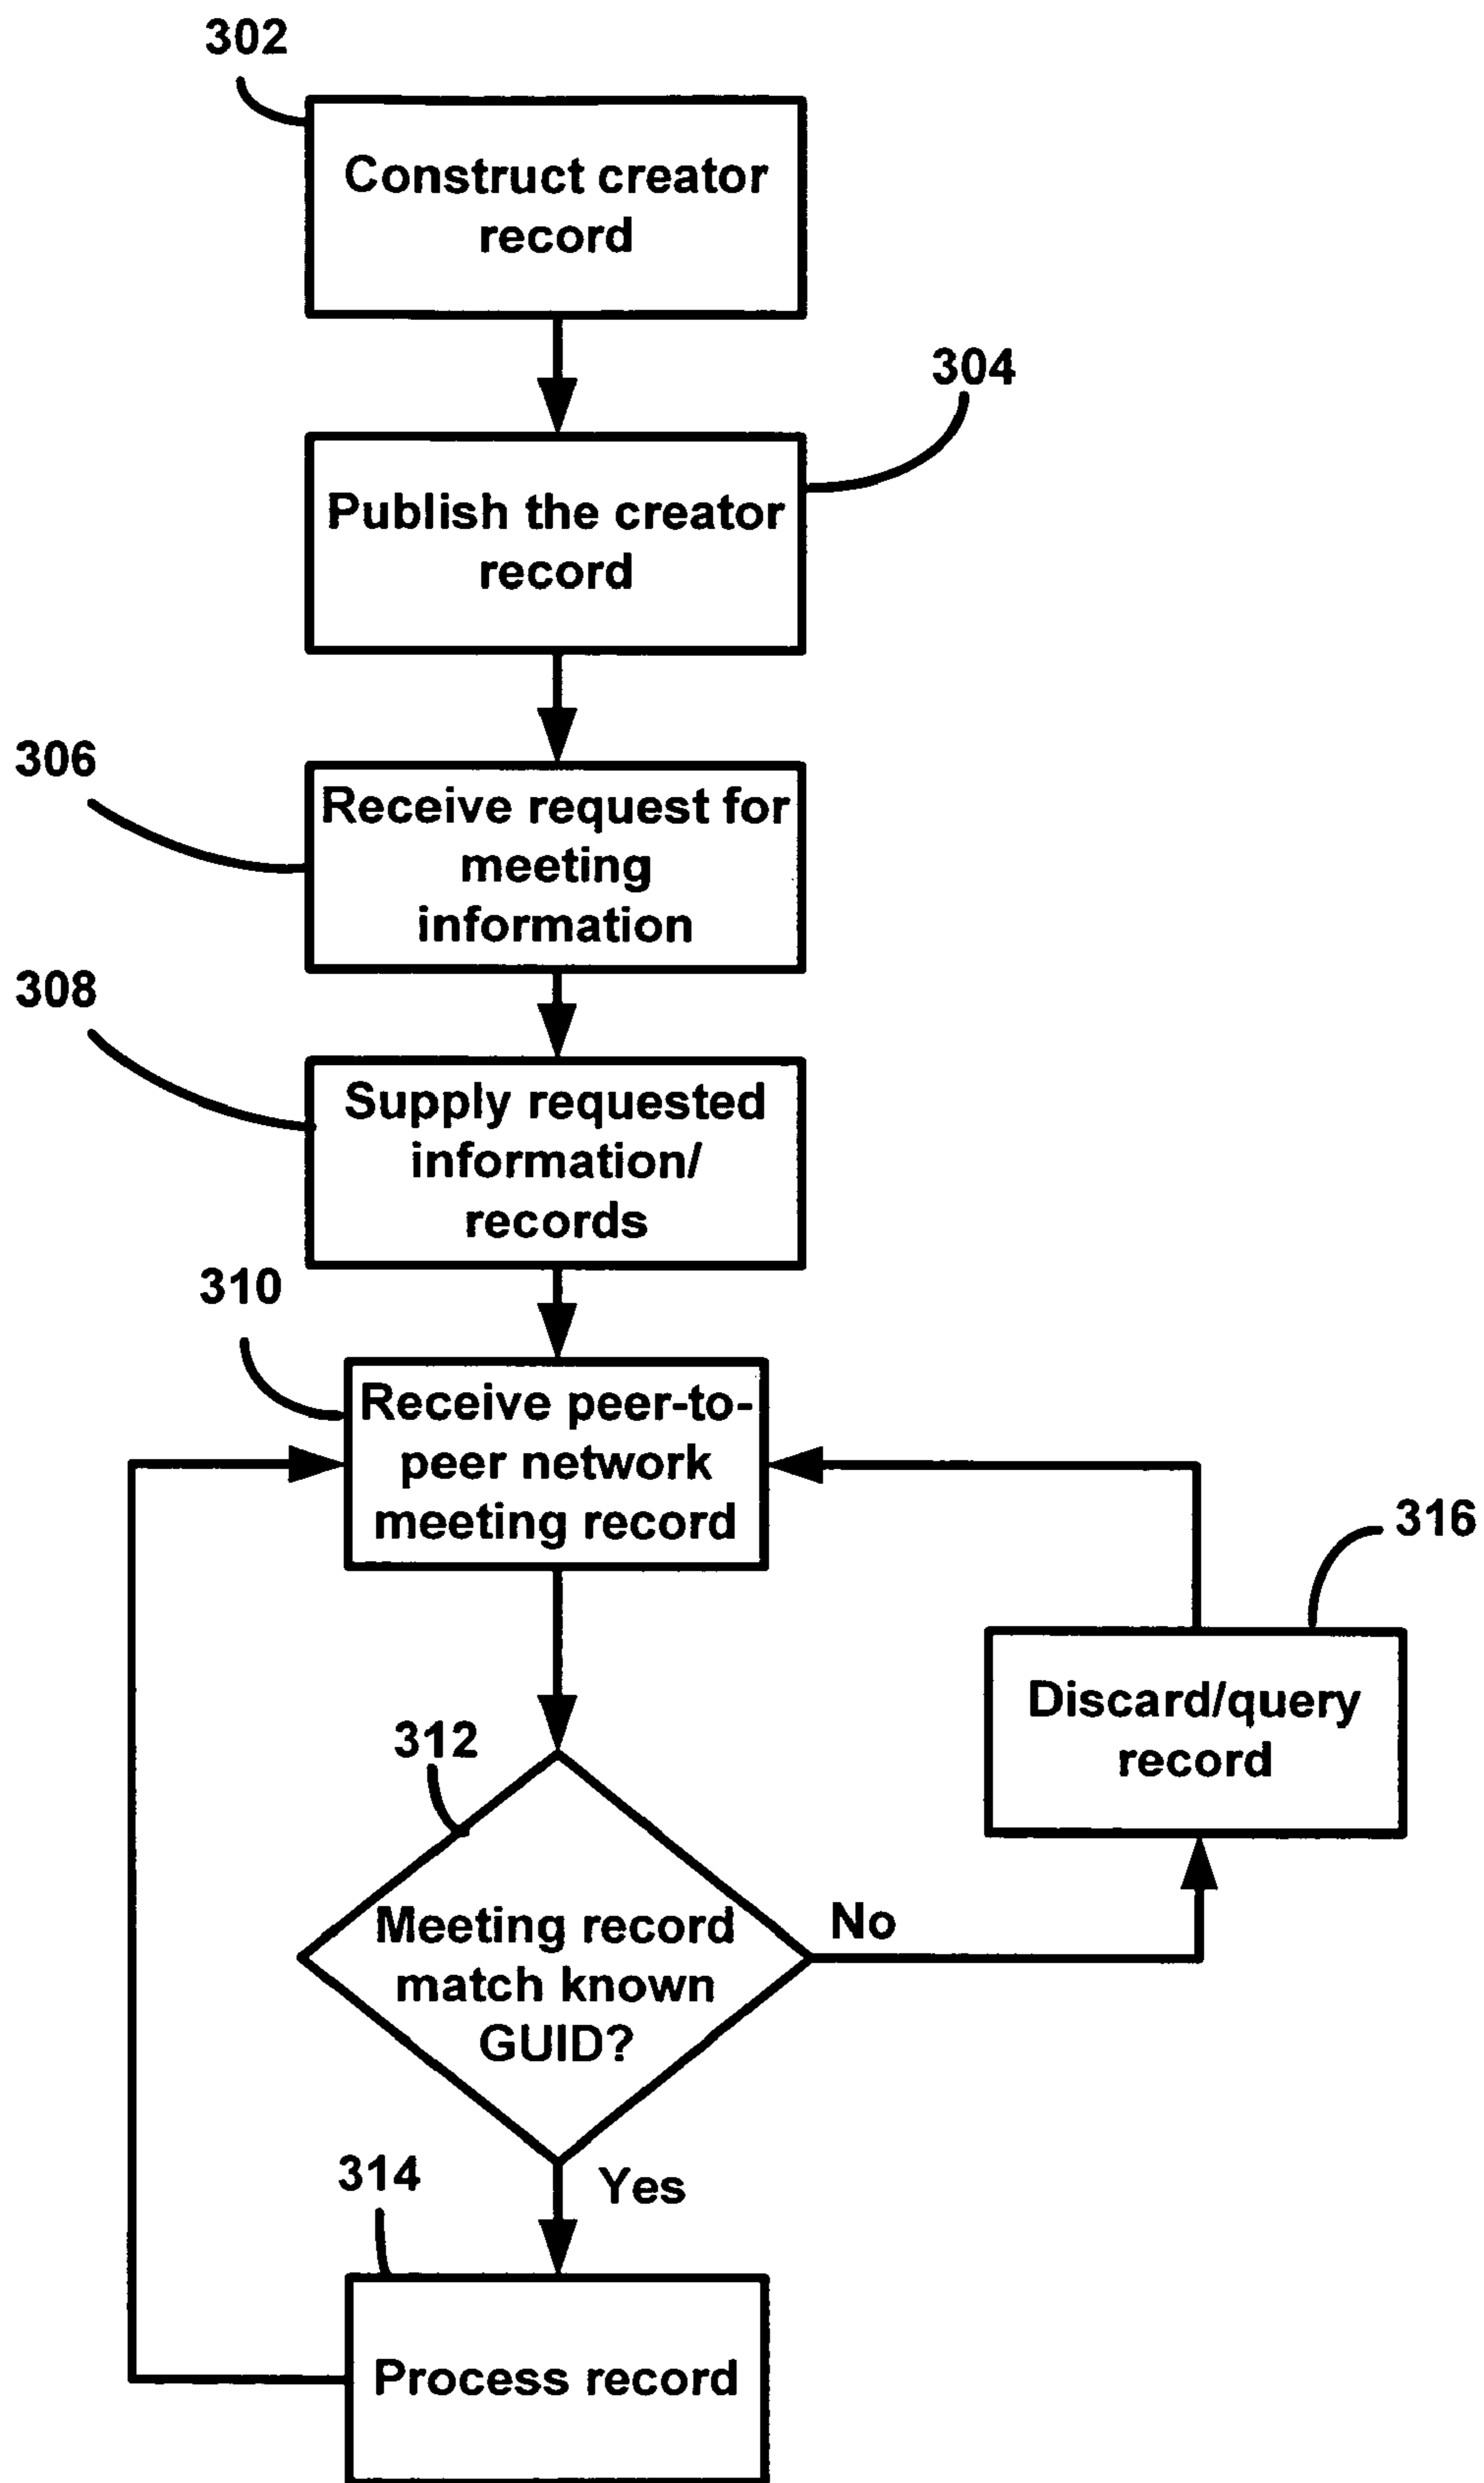 302
Construct creator
record
304
Publish the creator
record
306
Receive request for
meeting
information
308
Supply requested
information/
records
310
Receive peer-to-
peer network
meeting record
316
Discard/query
record
312
Meeting record
match known
GUID?
No
Yes
314
Process record